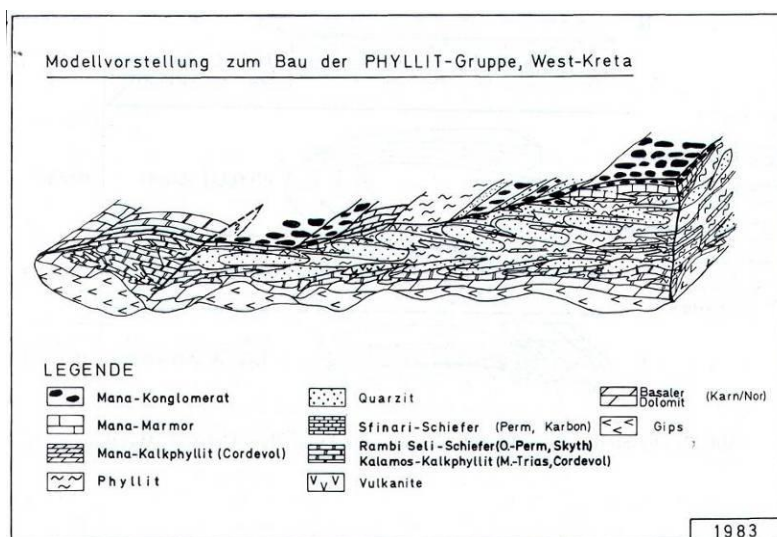 Modellvorstellung zum Bau der PHYLLIT-Gruppe, West-Kreta
LEGENDE
Mana-Konglomerat
Mana-Marmor
Mana-Kalkphyllit (Cordevol)
Phyllit
Quarzit
Sfinari-Schiefer (Perm, Karbon)
Rambi Seli-Schiefer (O.-Perm, Skyth)
Kalamos-Kalkphyllit (M.-Trias, Cordevol)
Vulkanite
Basaler Dolomit (Karn/Nor)
Gips
1983